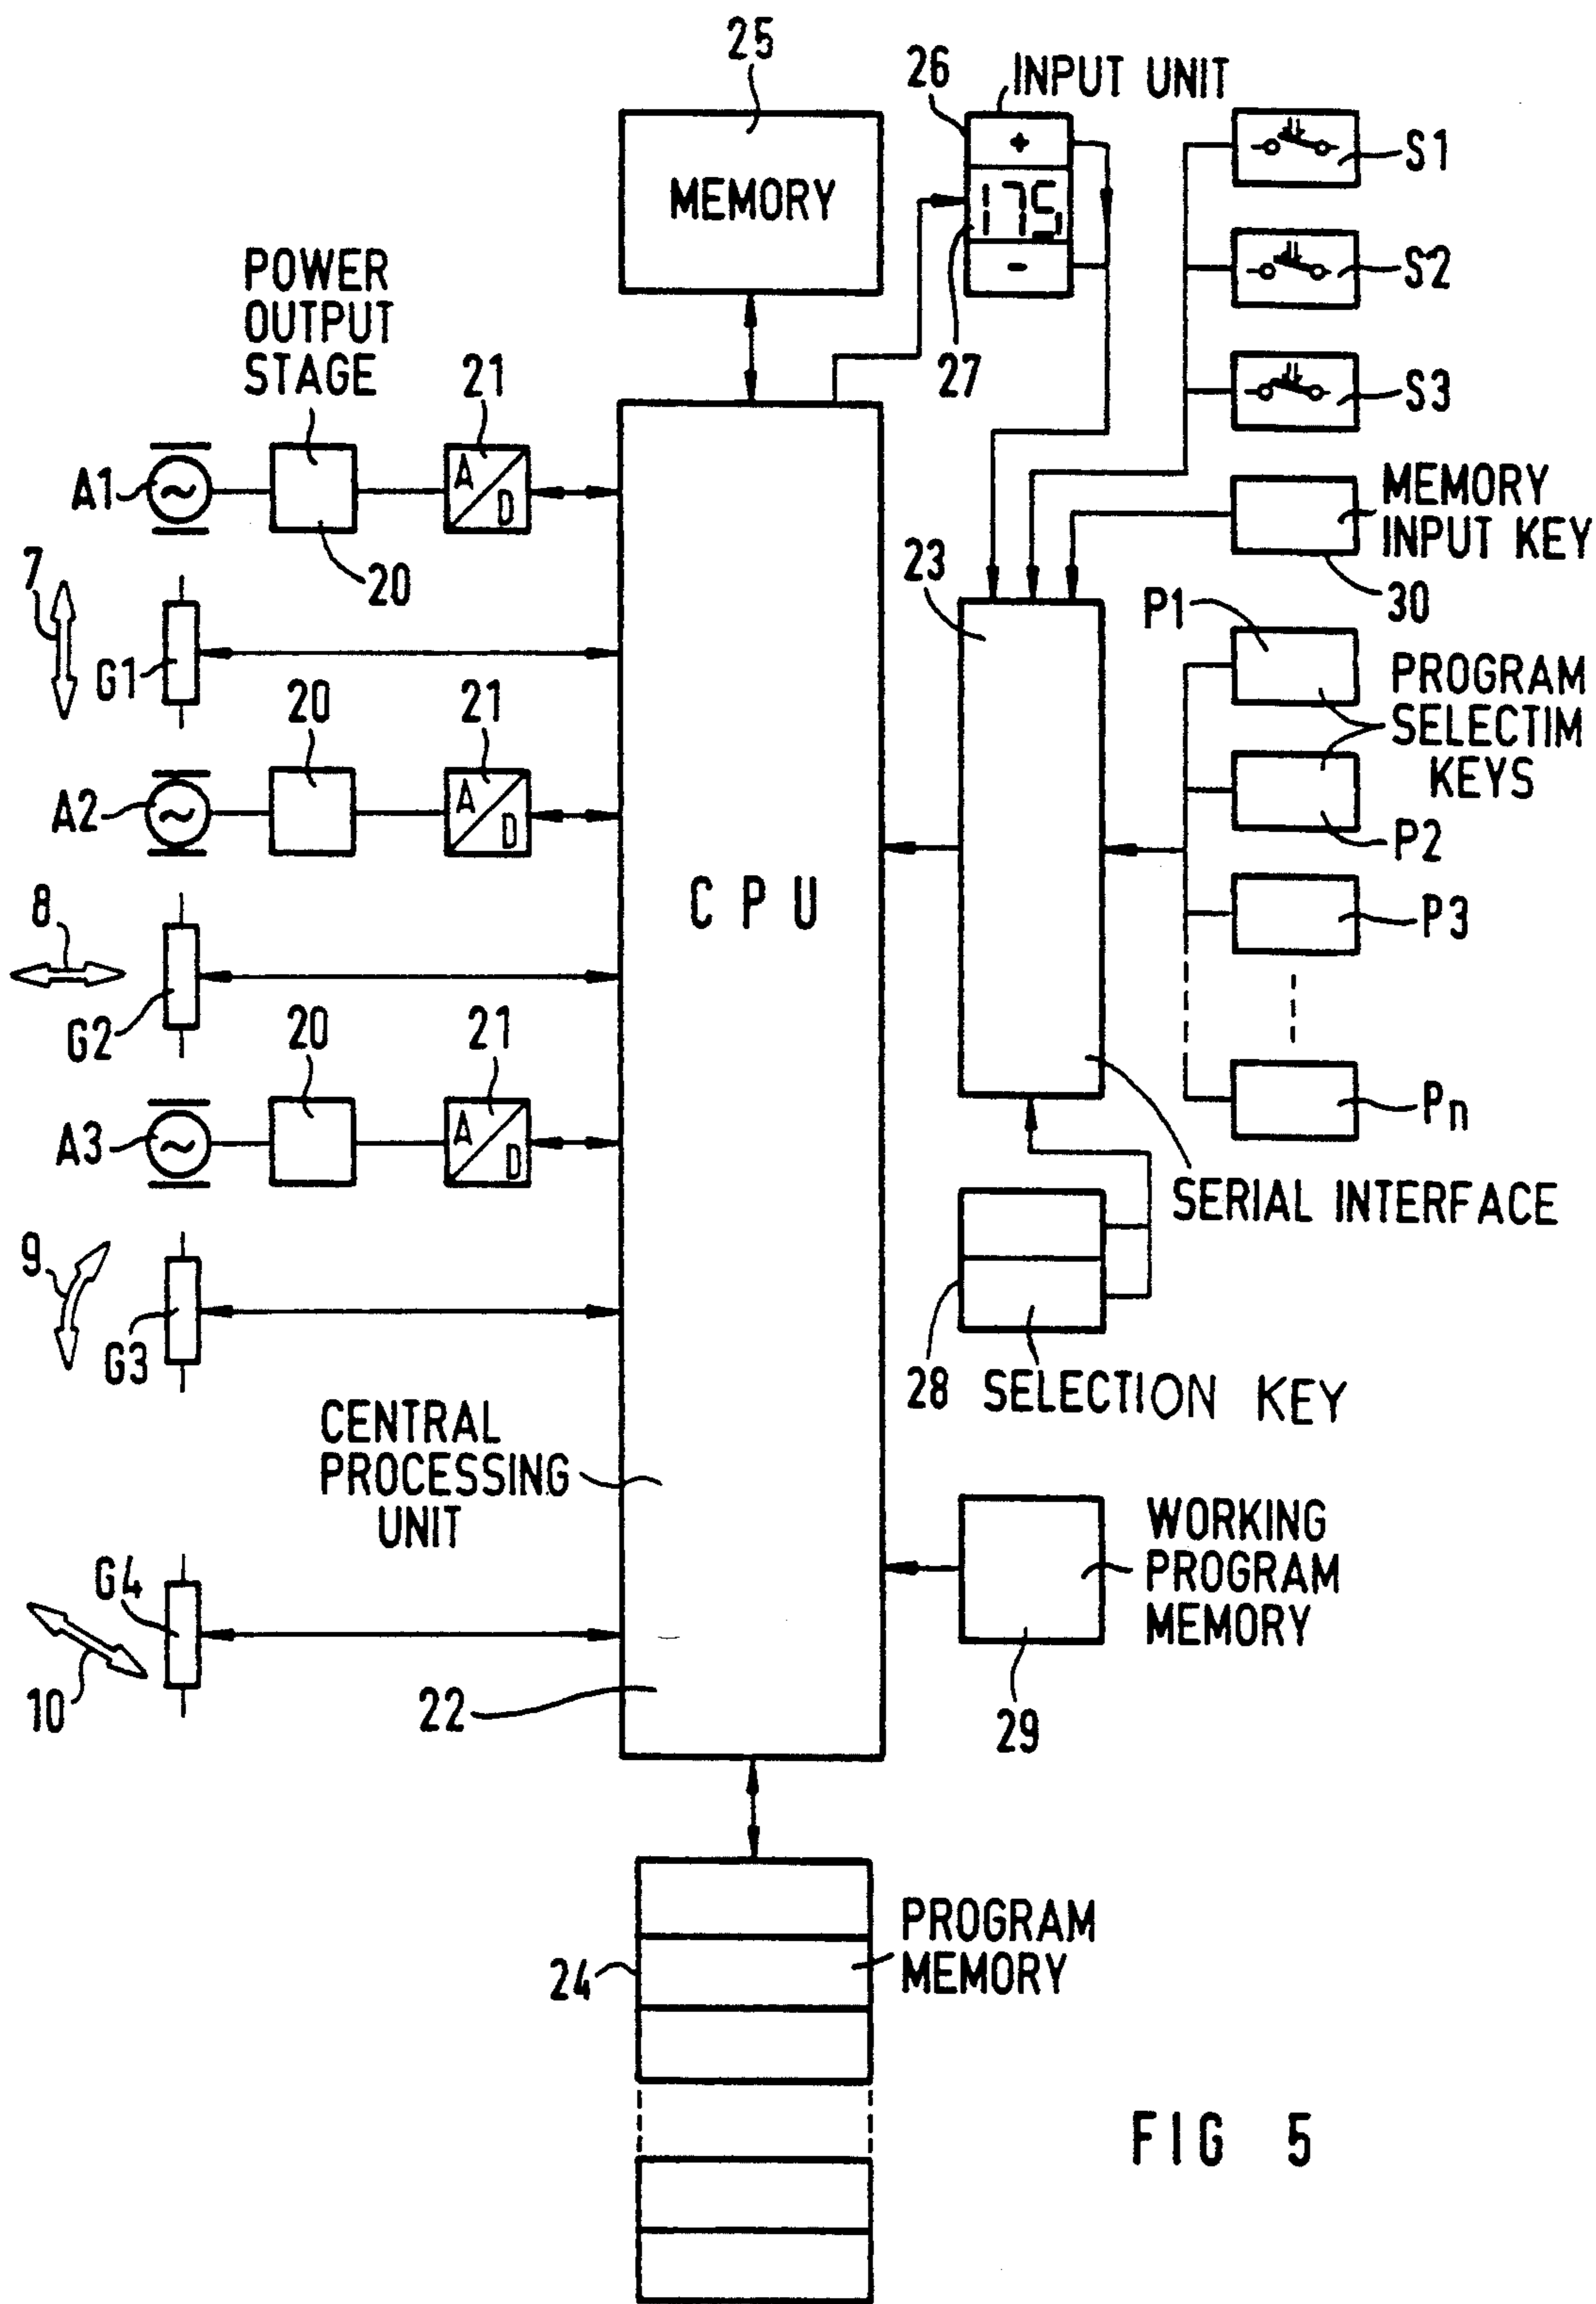 25
26
INPUT UNIT
+
175
-
27
MEMORY
S1
S2
S3
POWER
OUTPUT
STAGE
21
A1
A
D
20
7
G1
MEMORY
INPUT KEY
30
23
P1
PROGRAM
SELECTIM
KEYS
P2
P3
Pn
20
21
A2
A
D
CPU
8
G2
20
21
A3
A
D
SERIAL INTERFACE
9
G3
28
SELECTION KEY
CENTRAL
PROCESSING
UNIT
WORKING
PROGRAM
MEMORY
29
G4
10
22
24
PROGRAM
MEMORY
FIG 5